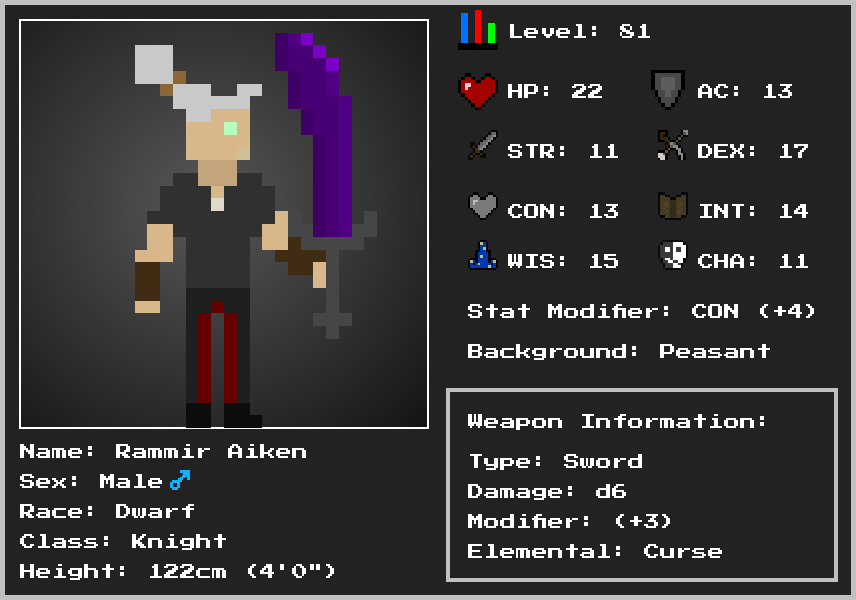 Level: 81
HP: 22
AC: 13
STR: 11
DEX: 17
CON: 13
INT: 14
WIS: 15
CHA: 11
Stat Modifier: CON (+4)
Background: Peasant
Name: Rammir Aiken
Sex: Male♂
Race: Dwarf
Class: Knight
Height: 122cm (4'0")
Weapon Information:
Type: Sword
Damage: d6
Modifier: (+3)
Elemental: Curse